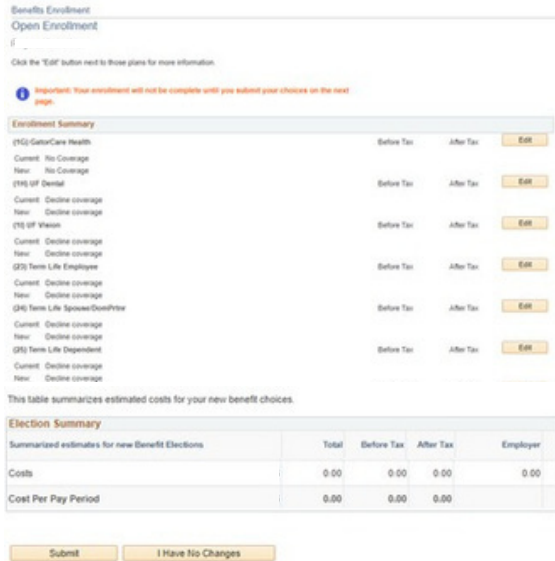 Benefits Enrollment
Open Enrollment
Click the "Edit" button next to those plans for more information.
Important: Your enrollment will not be complete until you submit your choices on the next
page.
Enrollment Summary
(1G) GatorCare Health Before Tax After Tax Edit
Current: No Coverage
New: No Coverage
(1H) UF Dental Before Tax After Tax Edit
Current: Decline coverage
New: Decline coverage
(1I) UF Vision Before Tax After Tax Edit
Current: Decline coverage
New: Decline coverage
(23) Term Life Employee Before Tax After Tax Edit
Current: Decline coverage
New: Decline coverage
(24) Term Life Spouse/DomPrtnr Before Tax After Tax Edit
Current: Decline coverage
New: Decline coverage
(25) Term Life Dependent Before Tax After Tax Edit
Current: Decline coverage
New: Decline coverage
This table summarizes estimated costs for your new benefit choices.
Election Summary
Summarized estimates for new Benefit Elections Total Before Tax After Tax Employer
Costs 0.00 0.00 0.00 0.00
Cost Per Pay Period 0.00 0.00 0.00
Submit I Have No Changes